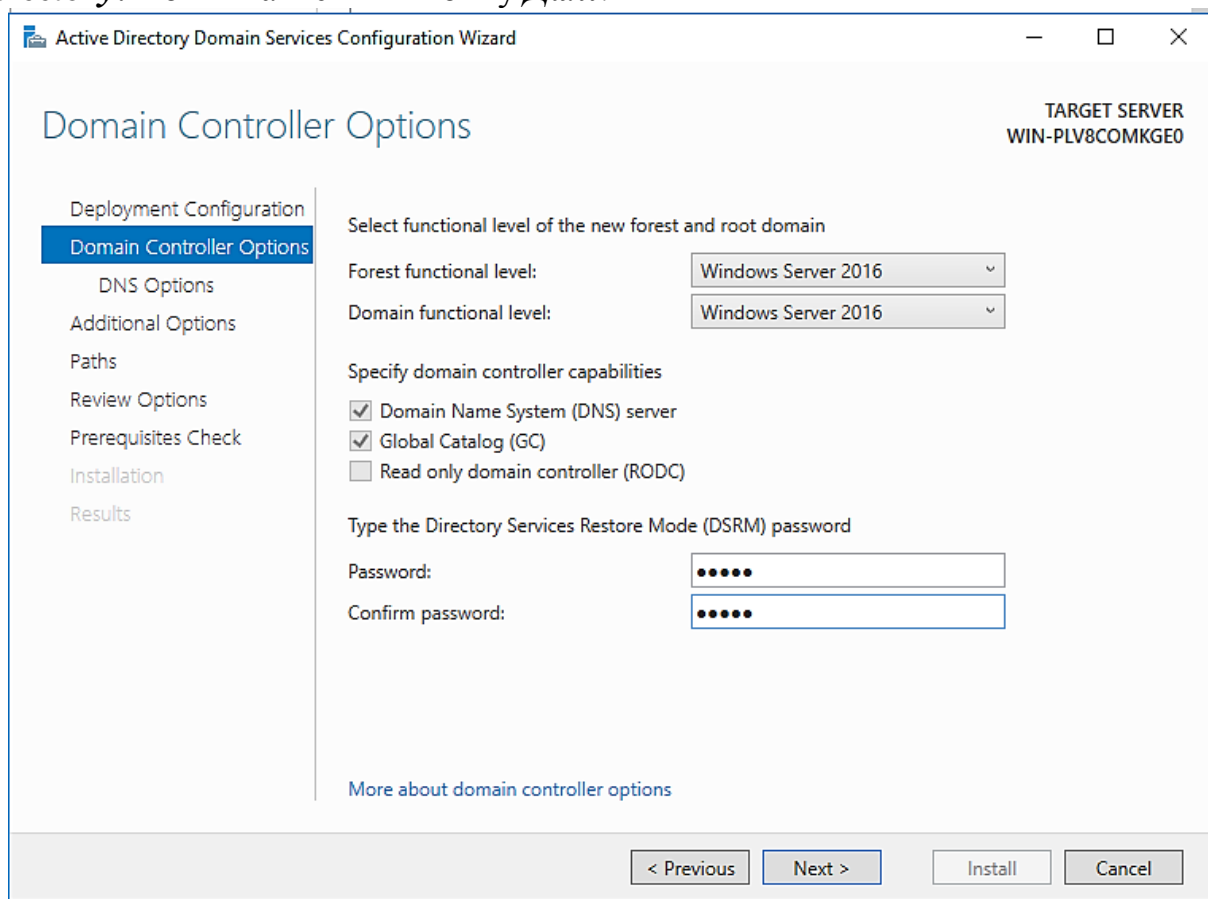 Active Directory Domain Services Configuration Wizard
Domain Controller Options
TARGET SERVER
WIN-PLV8COMKGE0
Deployment Configuration
Domain Controller Options
DNS Options
Additional Options
Paths
Review Options
Prerequisites Check
Installation
Results
Select functional level of the new forest and root domain
Forest functional level: Windows Server 2016
Domain functional level: Windows Server 2016
Specify domain controller capabilities
Domain Name System (DNS) server
Global Catalog (GC)
Read only domain controller (RODC)
Type the Directory Services Restore Mode (DSRM) password
Password: •••••
Confirm password: •••••
More about domain controller options
< Previous
Next >
Install
Cancel